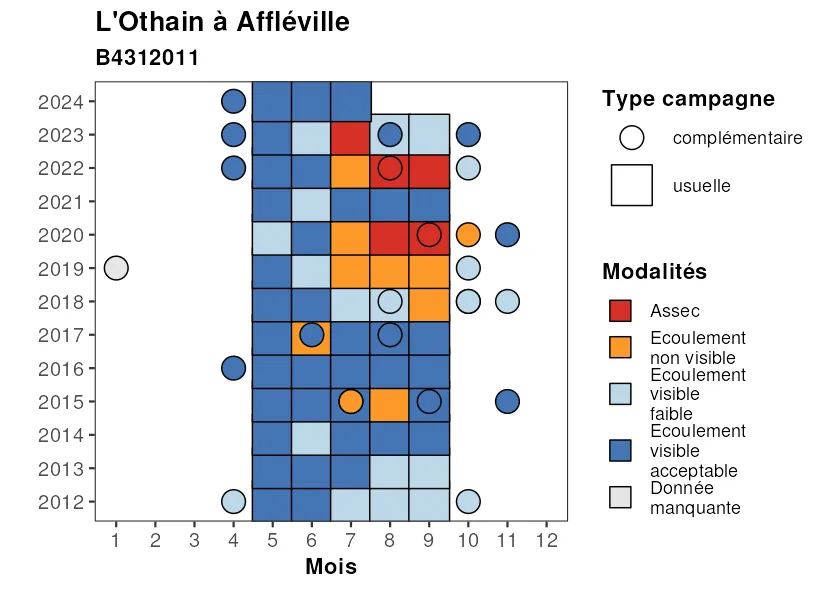 L'Othain à Affléville
B4312011
2024
2023
2022
2021
2020
2019
2018
2017
2016
2015
2014
2013
2012
1 2 3 4 5 6 7 8 9 10 11 12
Mois
Type campagne
complémentaire
usuelle
Modalités
Assec
Ecoulement
non visible
Ecoulement
visible
faible
Ecoulement
visible
acceptable
Donnée
manquante